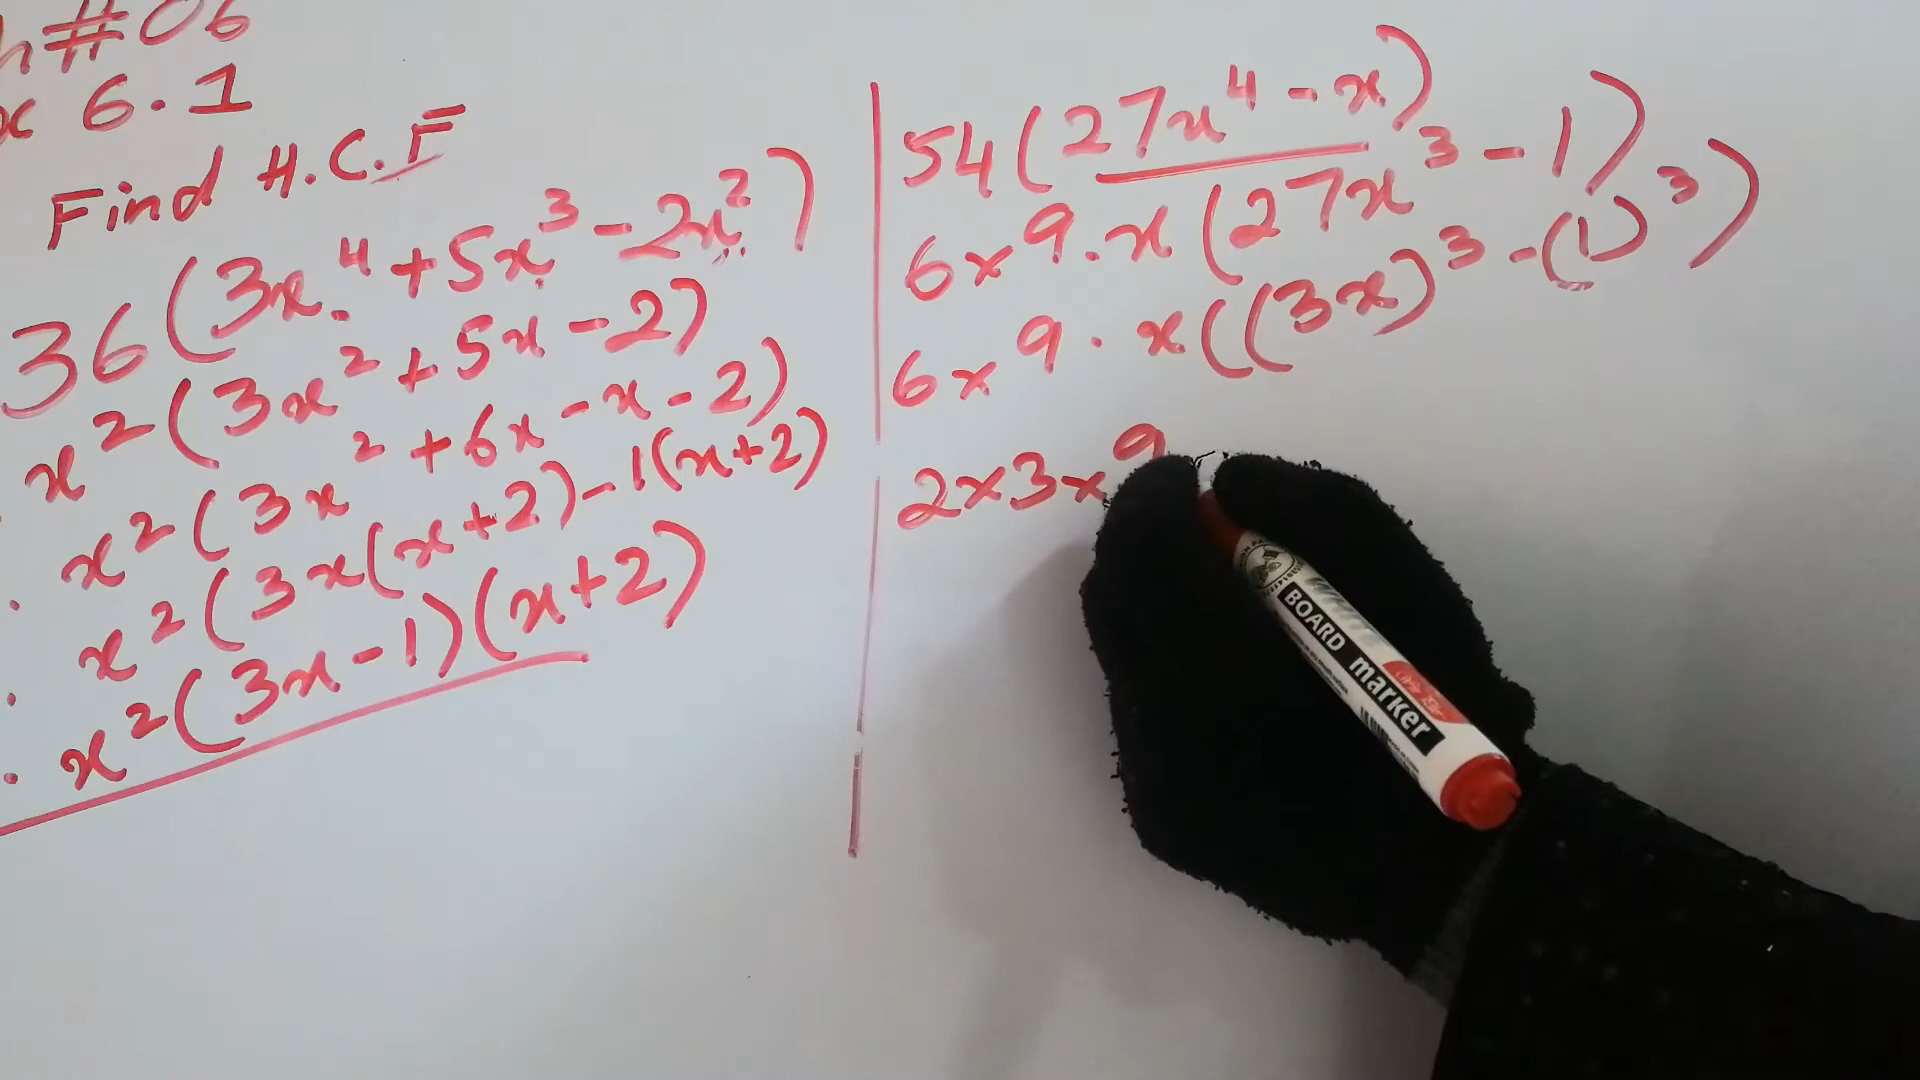 #06
x 6.1
Find H.C.F
36(3x⁴+5x³-2x²)
x²(3x²+5x-2)
. x²(3x²+6x-x-2)
. x²(3x(x+2)-1(x+2)
. x²(3x-1)(x+2)
54(27x⁴-x)
6×9.x(27x³-1)
6×9.x((3x)³-(1)³)
2×3×9
BOARD marker